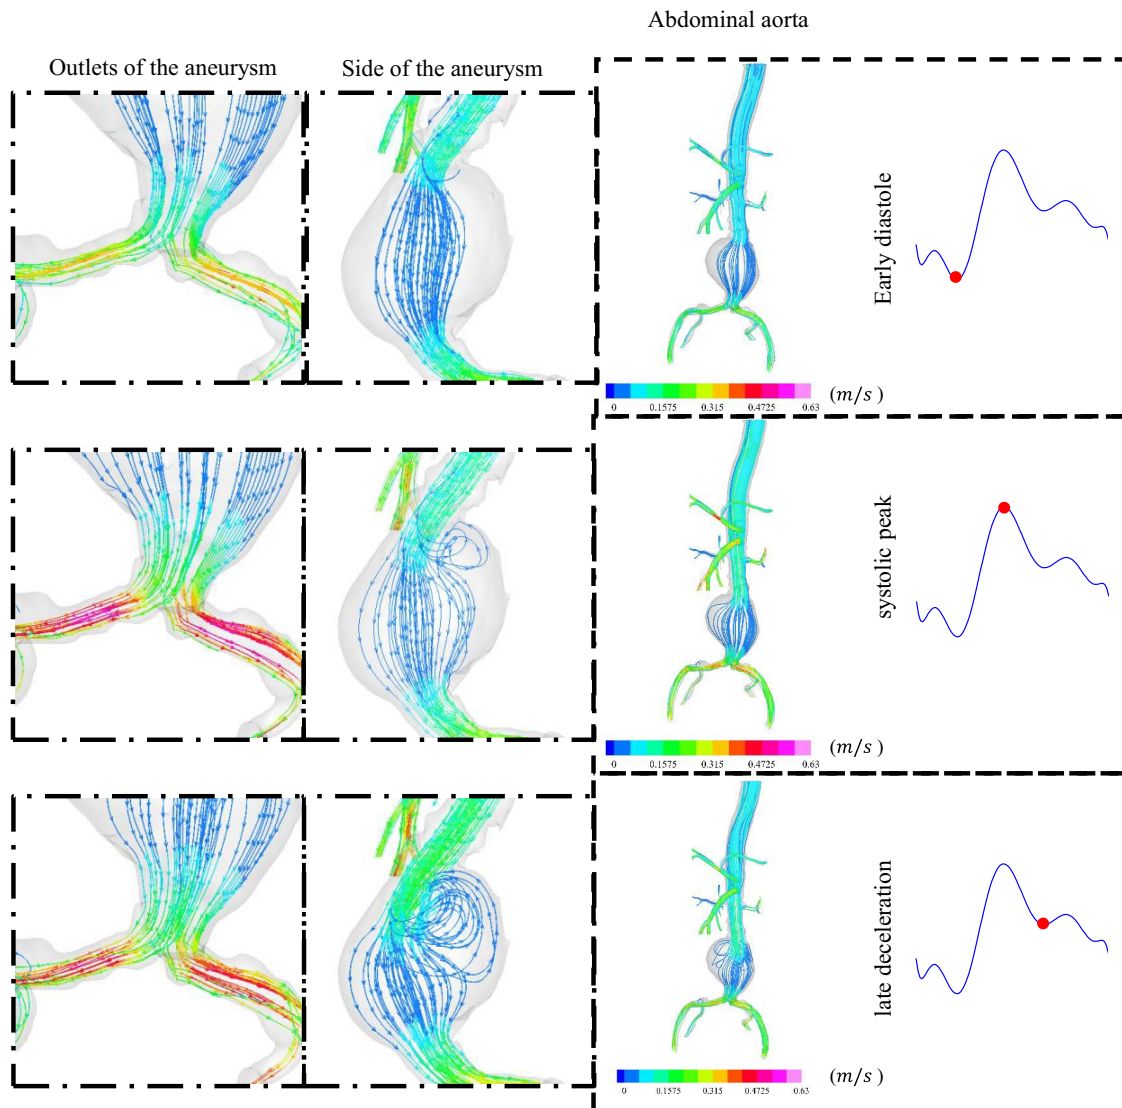 Abdominal aorta
Outlets of the aneurysm
Side of the aneurysm
Early diastole
0 0.1575 0.315 0.4725 0.63
(m/s )
systolic peak
0 0.1575 0.315 0.4725 0.63
(m/s )
late deceleration
0 0.1575 0.315 0.4725 0.63
(m/s )